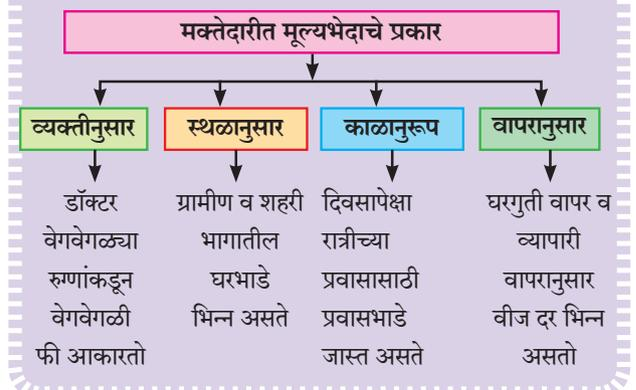 मक्तेदारीत मूल्यभेदाचे प्रकार
व्यक्तीनुसार
डॉक्टर
वेगवेगळ्या
रुग्णांकडून
वेगवेगळी
फी आकारतो
स्थळानुसार
ग्रामीण व शहरी
भागातील
घरभाडे
भिन्न असते
काळानुरूप
दिवसापेक्षा
रात्रीच्या
प्रवासासाठी
प्रवासभाडे
जास्त असते
वापरानुसार
घरगुती वापर व
व्यापारी
वापरानुसार
वीज दर भिन्न
असतो